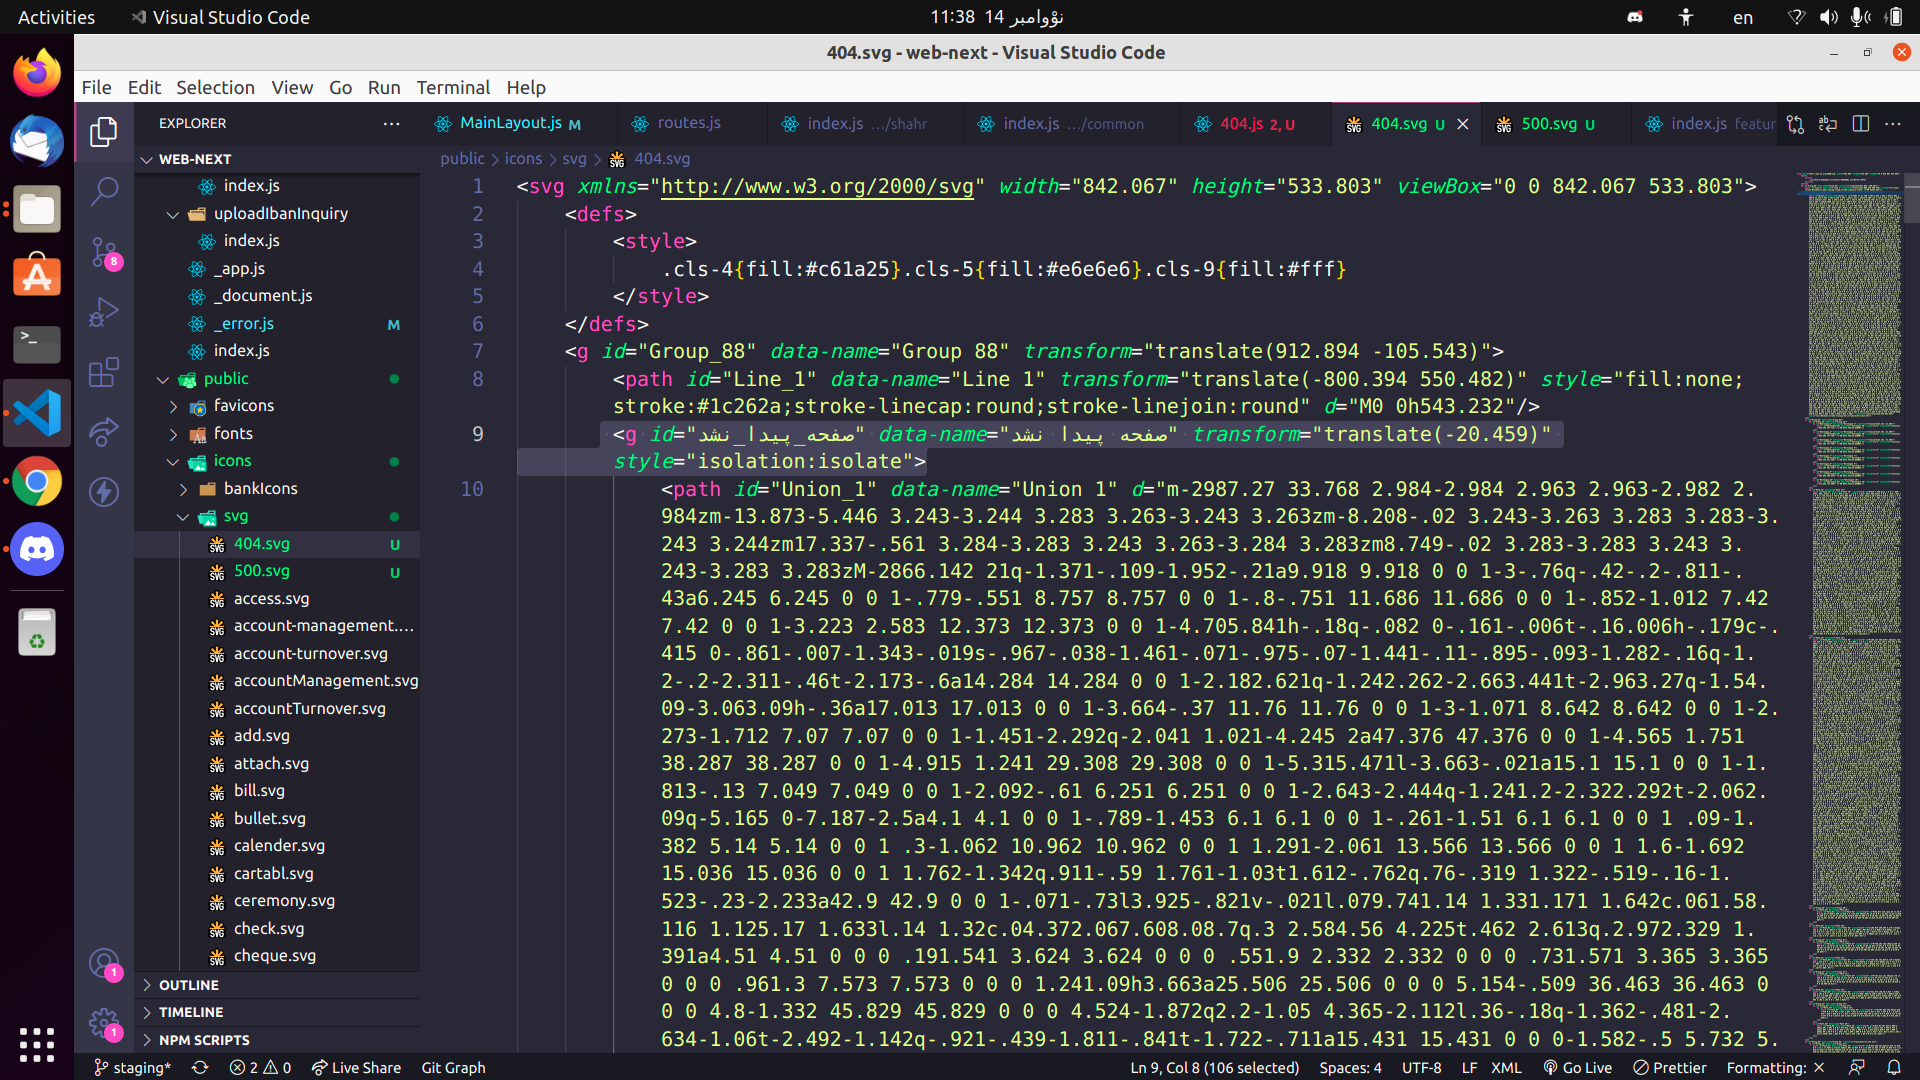 Activities
Visual Studio Code
نۆوامبر 14 11:38
en
404.svg - web-next - Visual Studio Code
File Edit Selection View Go Run Terminal Help
EXPLORER
MainLayout.js M
routes.js
index.js .../shahr
index.js .../common
404.js 2, U
404.svg U
500.svg U
index.js featur
WEB-NEXT
public > icons > svg > 404.svg
index.js
uploadIbanInquiry
index.js
_app.js
_document.js
_error.js M
index.js
public
favicons
fonts
icons
bankIcons
svg
404.svg U
500.svg U
access.svg
account-management....
account-turnover.svg
accountManagement.svg
accountTurnover.svg
add.svg
attach.svg
bill.svg
bullet.svg
calender.svg
cartabl.svg
ceremony.svg
check.svg
cheque.svg
OUTLINE
TIMELINE
NPM SCRIPTS
8
1
1
1 <svg xmlns="http://www.w3.org/2000/svg" width="842.067" height="533.803" viewBox="0 0 842.067 533.803">
2 <defs>
3 <style>
4 .cls-4{fill:#c61a25}.cls-5{fill:#e6e6e6}.cls-9{fill:#fff}
5 </style>
6 </defs>
7 <g id="Group_88" data-name="Group 88" transform="translate(912.894 -105.543)">
8 <path id="Line_1" data-name="Line 1" transform="translate(-800.394 550.482)" style="fill:none;
stroke:#1c262a;stroke-linecap:round;stroke-linejoin:round" d="M0 0h543.232"/>
9 <g id="صفحه_پیدا_نشد" data-name="صفحه پیدا نشد" transform="translate(-20.459)"
style="isolation:isolate">
10 <path id="Union_1" data-name="Union 1" d="m-2987.27 33.768 2.984-2.984 2.963 2.963-2.982 2.
984zm-13.873-5.446 3.243-3.244 3.283 3.263-3.243 3.263zm-8.208-.02 3.243-3.263 3.283 3.283-3.
243 3.244zm17.337-.561 3.284-3.283 3.243 3.263-3.284 3.283zm8.749-.02 3.283-3.283 3.243 3.
243-3.283 3.283zM-2866.142 21q-1.371-.109-1.952-.21a9.918 9.918 0 0 1-3-.76q-.42-.2-.811-.
43a6.245 6.245 0 0 1-.779-.551 8.757 8.757 0 0 1-.8-.751 11.686 11.686 0 0 1-.852-1.012 7.42
7.42 0 0 1-3.223 2.583 12.373 12.373 0 0 1-4.705.841h-.18q-.082 0-.161-.006t-.16.006h-.179c-.
415 0-.861-.007-1.343-.019s-.967-.038-1.461-.071-.975-.07-1.441-.11-.895-.093-1.282-.16q-1.
2-.2-2.311-.46t-2.173-.6a14.284 14.284 0 0 1-2.182.621q-1.242.262-2.663.441t-2.963.27q-1.54.
09-3.063.09h-.36a17.013 17.013 0 0 1-3.664-.37 11.76 11.76 0 0 1-3-1.071 8.642 8.642 0 0 1-2.
273-1.712 7.07 7.07 0 0 1-1.451-2.292q-2.041 1.021-4.245 2a47.376 47.376 0 0 1-4.565 1.751
38.287 38.287 0 0 1-4.915 1.241 29.308 29.308 0 0 1-5.315.471l-3.663-.021a15.1 15.1 0 0 1-1.
813-.13 7.049 7.049 0 0 1-2.092-.61 6.251 6.251 0 0 1-2.643-2.444q-1.241.2-2.322.292t-2.062.
09q-5.165 0-7.187-2.5a4.1 4.1 0 0 1-.789-1.453 6.1 6.1 0 0 1-.261-1.51 6.1 6.1 0 0 1 .09-1.
382 5.14 5.14 0 0 1 .3-1.062 10.962 10.962 0 0 1 1.291-2.061 13.566 13.566 0 0 1 1.6-1.692
15.036 15.036 0 0 1 1.762-1.342q.911-.59 1.761-1.03t1.612-.762q.76-.319 1.322-.519-.16-1.
523-.23-2.233a42.9 42.9 0 0 1-.071-.73l3.925-.821v-.021l.079.741.14 1.331.171 1.642c.061.58.
116 1.125.17 1.633l.14 1.32c.04.372.067.608.08.7q.3 2.584.56 4.225t.462 2.613q.2.972.329 1.
391a4.51 4.51 0 0 0 .191.541 3.624 3.624 0 0 0 .551.9 2.332 2.332 0 0 0 .731.571 3.365 3.365
0 0 0 .961.3 7.573 7.573 0 0 0 1.241.09h3.663a25.506 25.506 0 0 0 5.154-.509 36.463 36.463 0
0 0 4.8-1.332 45.829 45.829 0 0 0 4.524-1.872q2.2-1.05 4.365-2.112l.36-.18q-1.362-.481-2.
634-1.06t-2.492-1.142q-.921-.439-1.811-.841t-1.722-.711a15.431 15.431 0 0 0-1.582-.5 5.732 5.
staging* 2 0 Live Share Git Graph
Ln 9, Col 8 (106 selected) Spaces: 4 UTF-8 LF XML Go Live Prettier Formatting: ×